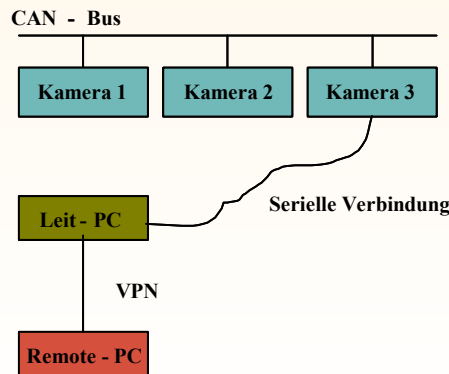 CAN - Bus
Kamera 1
Kamera 2
Kamera 3
Serielle Verbindung
Leit - PC
VPN
Remote - PC